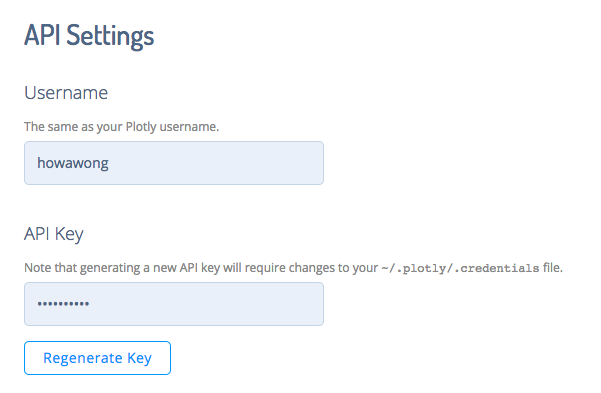 API Settings
Username
The same as your Plotly username.
howawong
API Key
Note that generating a new API key will require changes to your ~/.plotly/.credentials file.
••••••••••
Regenerate Key